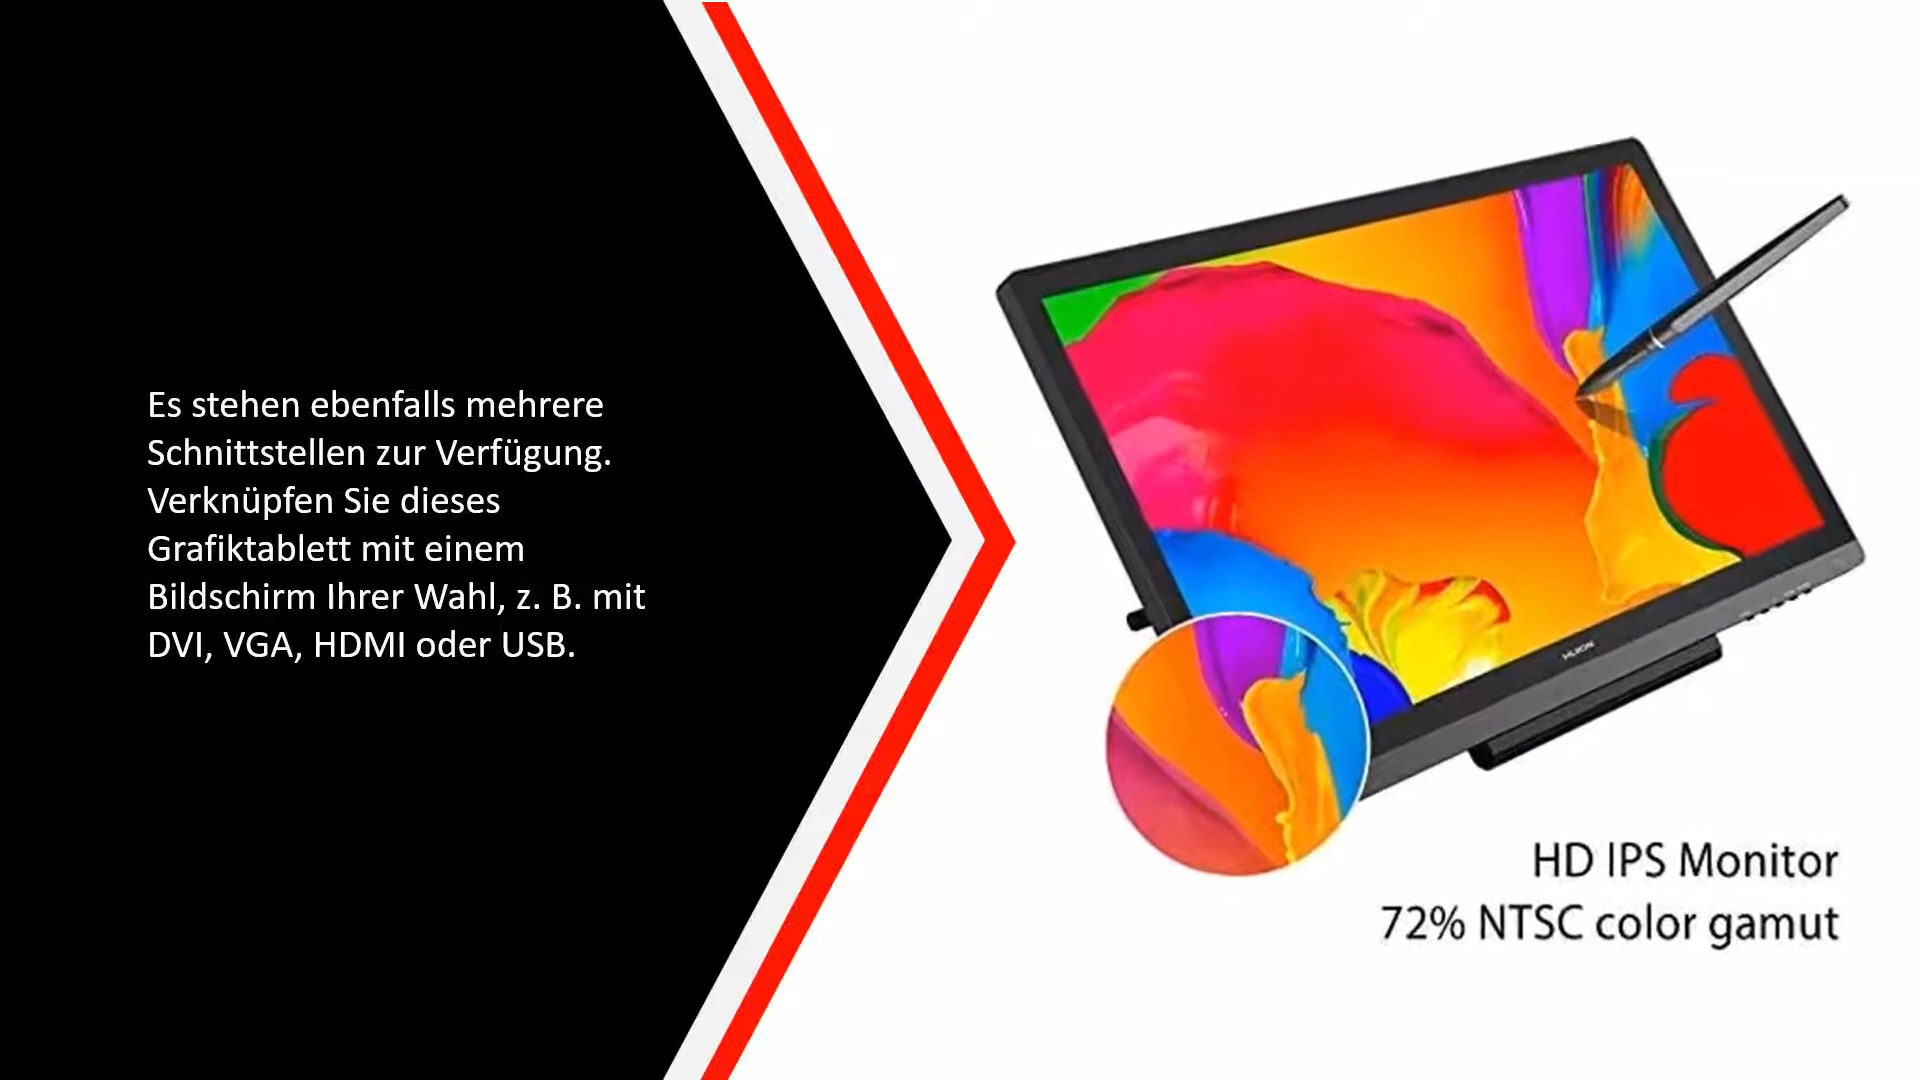 Es stehen ebenfalls mehrere
Schnittstellen zur Verfügung.
Verknüpfen Sie dieses
Grafiktablett mit einem
Bildschirm Ihrer Wahl, z. B. mit
DVI, VGA, HDMI oder USB.
HUION
HD IPS Monitor
72% NTSC color gamut